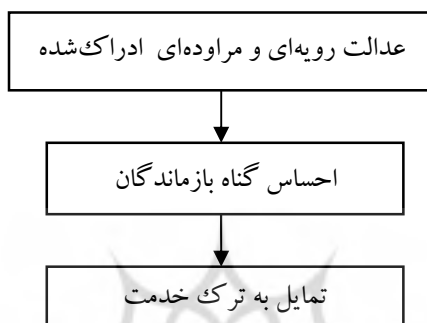 عدالت رویه‌ای و مراوده‌ای ادراک‌شده
احساس گناه بازماندگان
تمایل به ترک خدمت